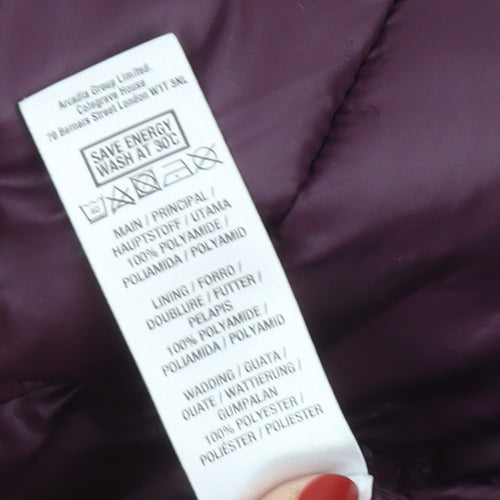 Arcadia Group Limited.
Colegrave House
70 Berners Street London W1T 3NL
SAVE ENERGY
WASH AT 30°C
40
MAIN / PRINCIPAL /
HAUPTSTOFF / UTAMA
100% POLYAMIDE /
POLIAMIDA / POLYAMID
LINING / FORRO /
DOUBLURE / FUTTER /
PELAPIS
100% POLYAMIDE /
POLIAMIDA / POLYAMID
WADDING / GUATA /
OUATE / WATTIERUNG /
GUMPALAN
100% POLYESTER /
POLIÉSTER / POLYESTER